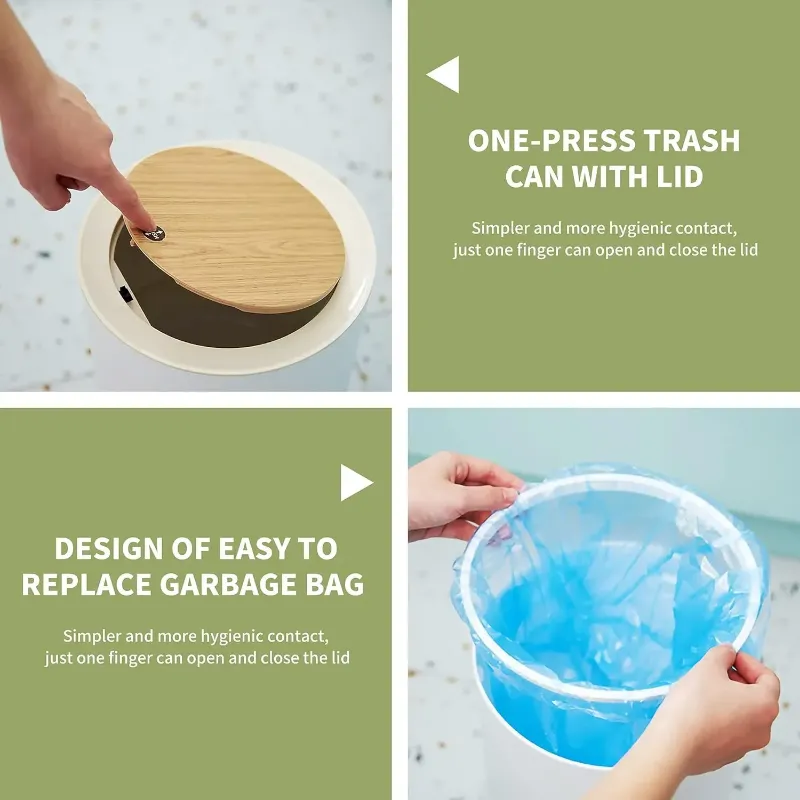 ONE-PRESS TRASH
CAN WITH LID
Simpler and more hygienic contact,
just one finger can open and close the lid
DESIGN OF EASY TO
REPLACE GARBAGE BAG
Simpler and more hygienic contact,
just one finger can open and close the lid